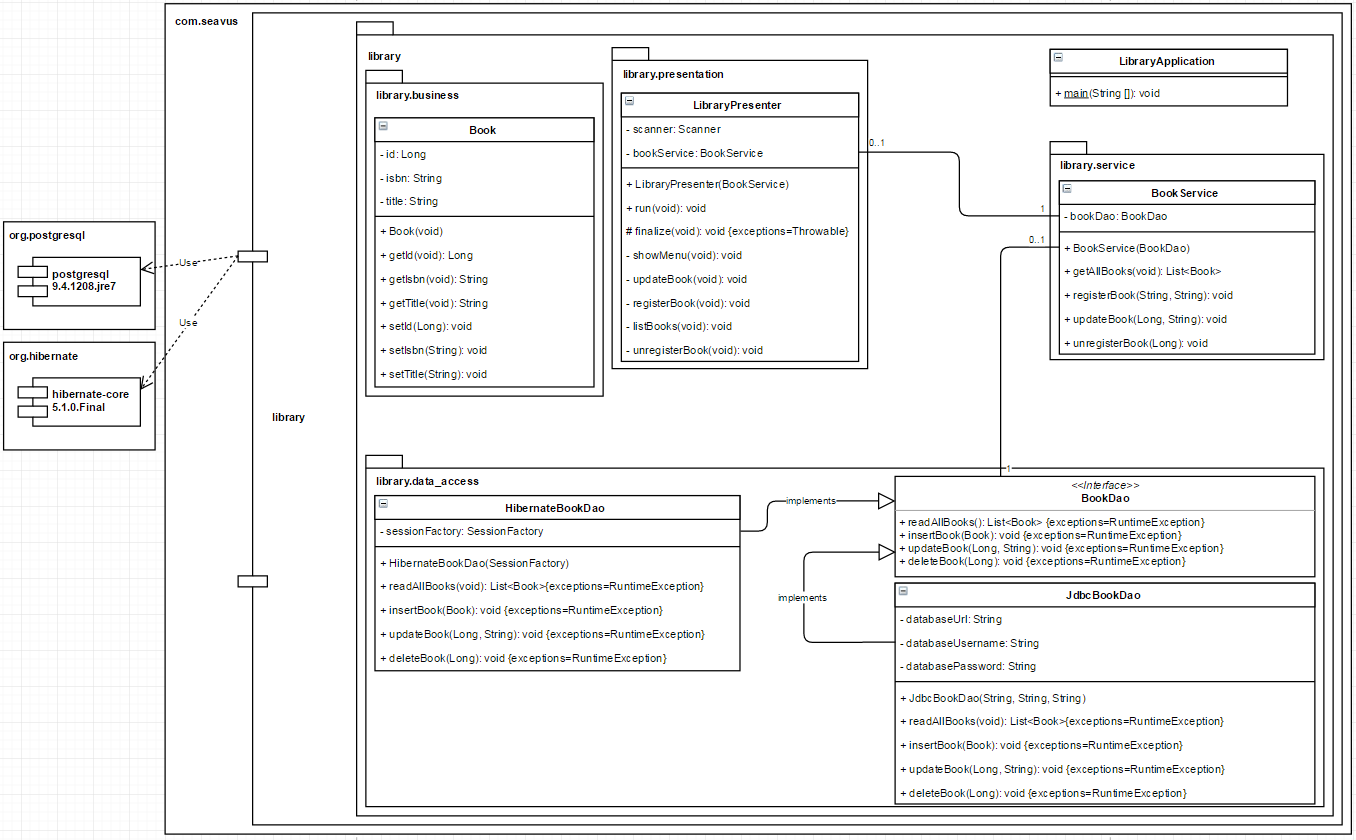 com.seavus
library
library.business
Book
- id: Long
- isbn: String
- title: String
+ Book(void)
+ getId(void): Long
+ getIsbn(void): String
+ getTitle(void): String
+ setId(Long): void
+ setIsbn(String): void
+ setTitle(String): void
library.presentation
LibraryPresenter
- scanner: Scanner
- bookService: BookService
+ LibraryPresenter(BookService)
+ run(void): void
# finalize(void): void {exceptions=Throwable}
- showMenu(void): void
- updateBook(void): void
- registerBook(void): void
- listBooks(void): void
- unregisterBook(void): void
LibraryApplication
+ main(String []): void
0..1
1
library.service
BookService
- bookDao: BookDao
+ BookService(BookDao)
+ getAllBooks(void): List<Book>
+ registerBook(String, String): void
+ updateBook(Long, String): void
+ unregisterBook(Long): void
0..1
1
org.postgresql
postgresql
9.4.1208.jre7
Use
Use
org.hibernate
hibernate-core
5.1.0.Final
library
library.data_access
HibernateBookDao
- sessionFactory: SessionFactory
+ HibernateBookDao(SessionFactory)
+ readAllBooks(void): List<Book>{exceptions=RuntimeException}
+ insertBook(Book): void {exceptions=RuntimeException}
+ updateBook(Long, String): void {exceptions=RuntimeException}
+ deleteBook(Long): void {exceptions=RuntimeException}
implements
implements
<<Interface>>
BookDao
+ readAllBooks(): List<Book> {exceptions=RuntimeException}
+ insertBook(Book): void {exceptions=RuntimeException}
+ updateBook(Long, String): void {exceptions=RuntimeException}
+ deleteBook(Long): void {exceptions=RuntimeException}
JdbcBookDao
- databaseUrl: String
- databaseUsername: String
- databasePassword: String
+ JdbcBookDao(String, String, String)
+ readAllBooks(void): List<Book>{exceptions=RuntimeException}
+ insertBook(Book): void {exceptions=RuntimeException}
+ updateBook(Long, String): void {exceptions=RuntimeException}
+ deleteBook(Long): void {exceptions=RuntimeException}